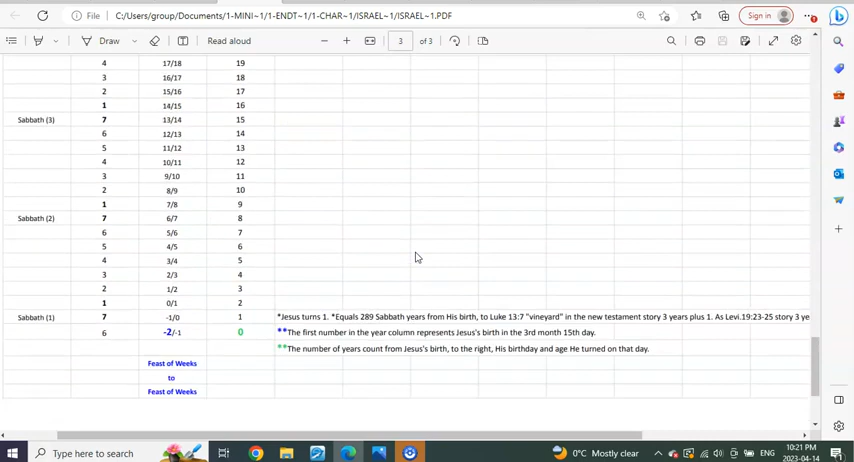 File C:/Users/group/Documents/1-MINI~1/1-ENDT~1/1-CHAR~1/ISRAEL~1/ISRAEL~1.PDF Sign in
Draw Read aloud 3 of 3
4 17/18 19
3 16/17 18
2 15/16 17
1 14/15 16
Sabbath (3) 7 13/14 15
6 12/13 14
5 11/12 13
4 10/11 12
3 9/10 11
2 8/9 10
1 7/8 9
Sabbath (2) 7 6/7 8
6 5/6 7
5 4/5 6
4 3/4 5
3 2/3 4
2 1/2 3
1 0/1 2
Sabbath (1) 7 -1/0 1 *Jesus turns 1. *Equals 289 Sabbath years from His birth, to Luke 13:7 "vineyard" in the new testament story 3 years plus 1. As Levi.19:23-25 story 3 ye
6 -2/-1 0 **The first number in the year column represents Jesus's birth in the 3rd month 15th day.
**The number of years count from Jesus's birth, to the right, His birthday and age He turned on that day.
Feast of Weeks
to
Feast of Weeks
Type here to search 0°C Mostly clear ENG 10:21 PM
2023-04-14